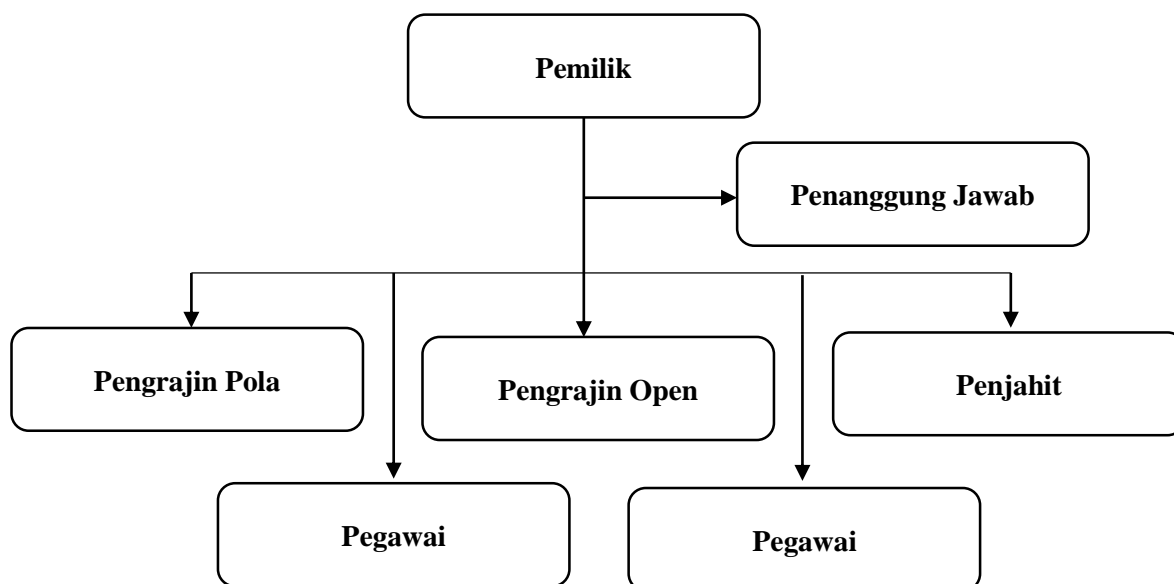 Pemilik
Penanggung Jawab
Pengrajin Pola
Pengrajin Open
Penjahit
Pegawai
Pegawai